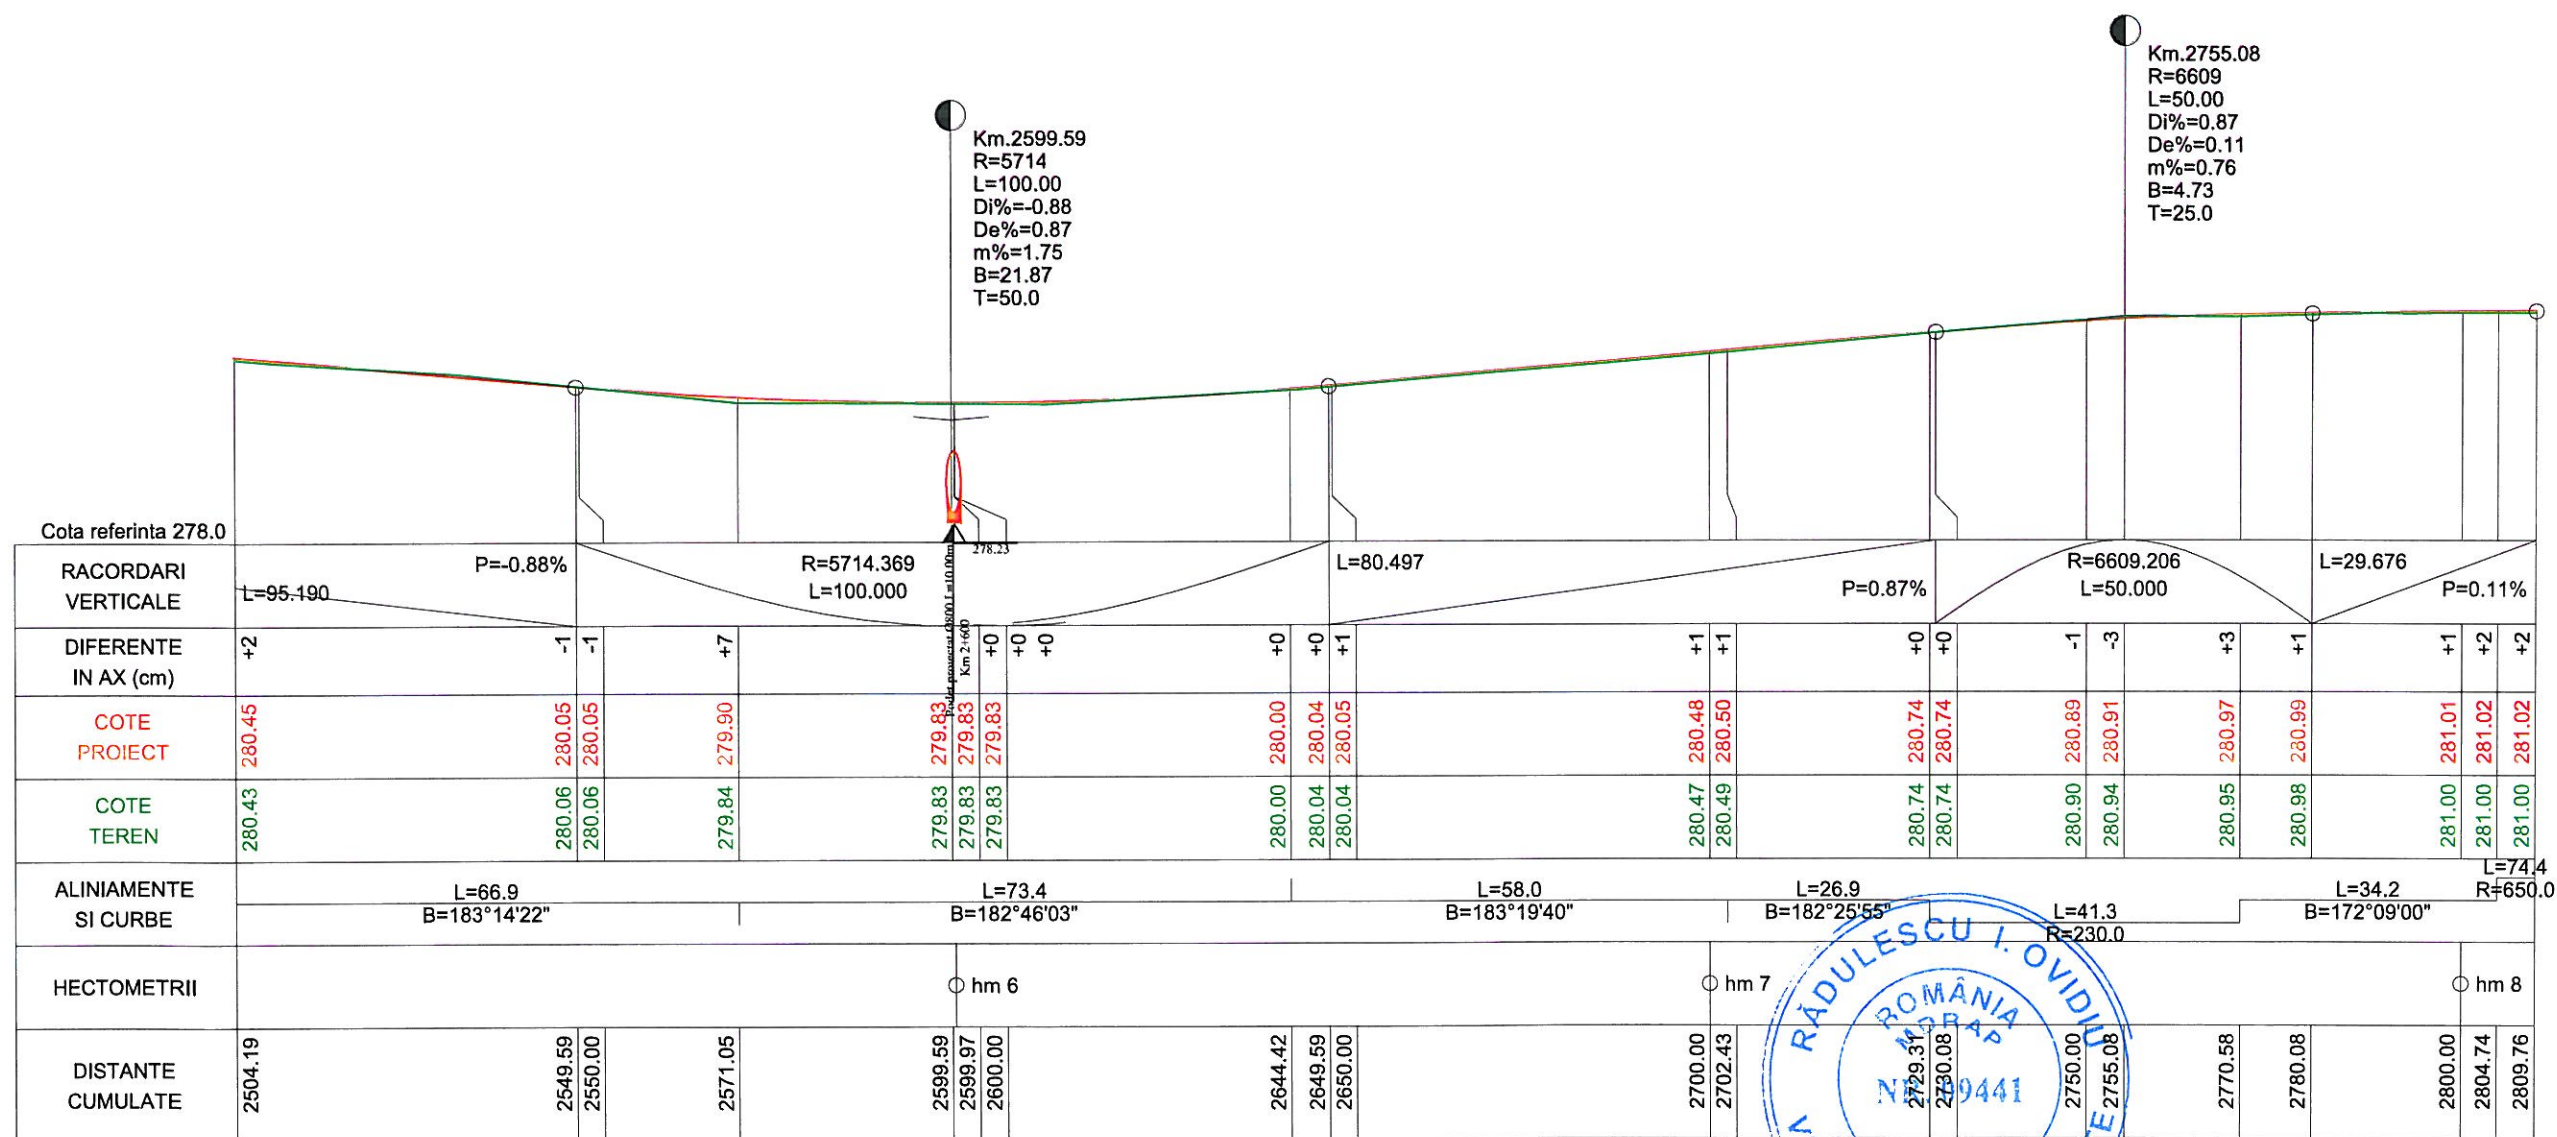 Km.2599.59
R=5714
L=100.00
Di%=-0.88
De%=0.87
m%=1.75
B=21.87
T=50.0
Km.2755.08
R=6609
L=50.00
Di%=0.87
De%=0.11
m%=0.76
B=4.73
T=25.0
Cota referinta 278.0
278.23
RACORDARI
VERTICALE
L=95.190
P=-0.88%
R=5714.369
L=100.000
L=80.497
P=0.87%
R=6609.206
L=50.000
L=29.676
P=0.11%
Podet proiectat Ø800 L=10.00m
Km 2+600
DIFERENTE
IN AX (cm)
+2 -1 -1 +7 +0 +0 +0 +0 +0 +1 +1 +1 +0 +0 -1 -3 +3 +1 +1 +2 +2
COTE
PROIECT
280.45 280.05 280.05 279.90 279.83 279.83 279.83 280.00 280.04 280.05 280.48 280.50 280.74 280.74 280.89 280.91 280.97 280.99 281.01 281.02 281.02
COTE
TEREN
280.43 280.06 280.06 279.84 279.83 279.83 279.83 280.00 280.04 280.04 280.47 280.49 280.74 280.74 280.90 280.94 280.95 280.98 281.00 281.00 281.00
ALINIAMENTE
SI CURBE
L=66.9
B=183°14'22"
L=73.4
B=182°46'03"
L=58.0
B=183°19'40"
L=26.9
B=182°25'55"
L=41.3
R=230.0
L=34.2
B=172°09'00"
L=74.4
R=650.0
HECTOMETRII
hm 6
hm 7
hm 8
DISTANTE
CUMULATE
2504.19 2549.59 2550.00 2571.05 2599.59 2599.97 2600.00 2644.42 2649.59 2650.00 2700.00 2702.43 2729.31 2730.08 2750.00 2755.08 2770.58 2780.08 2800.00 2804.74 2809.76
RĂDULESCU I. OVIDIU
ROMÂNIA
MDRAP
09441